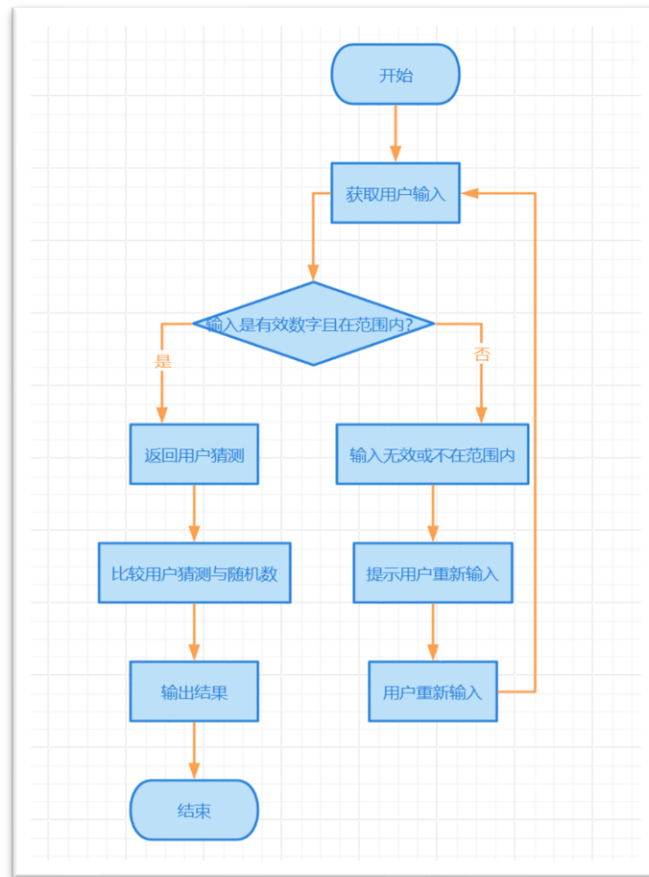 开始
获取用户输入
输入是有效数字且在范围内?
是
否
返回用户猜测
输入无效或不在范围内
比较用户猜测与随机数
提示用户重新输入
输出结果
用户重新输入
结束